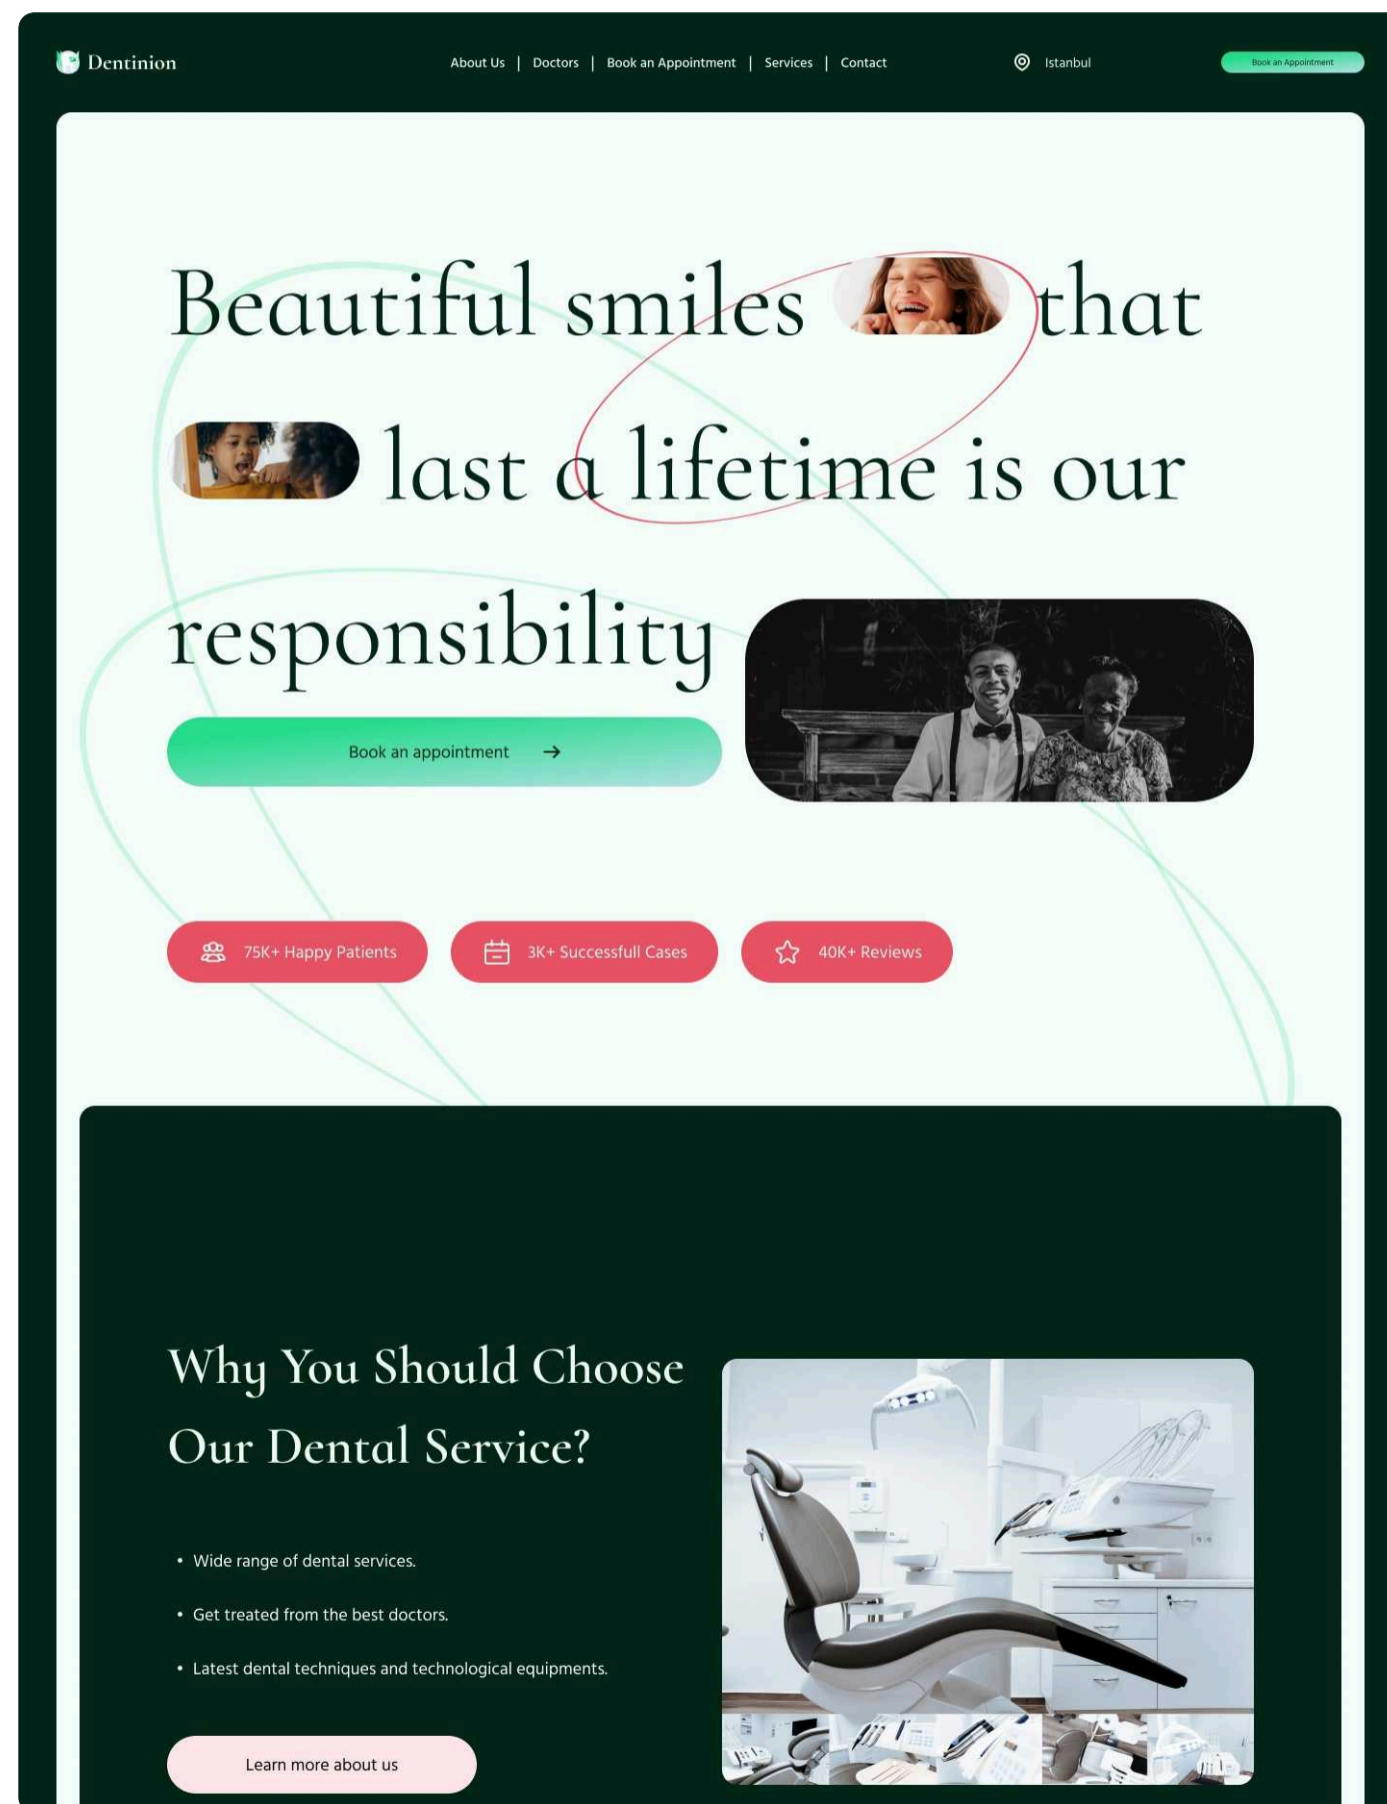 Dentinion
About Us | Doctors | Book an Appointment | Services | Contact
Istanbul
Book an Appointment
Beautiful smiles that
last a lifetime is our
responsibility
Book an appointment →
75K+ Happy Patients
3K+ Successfull Cases
40K+ Reviews
Why You Should Choose
Our Dental Service?
• Wide range of dental services.
• Get treated from the best doctors.
• Latest dental techniques and technological equipments.
Learn more about us